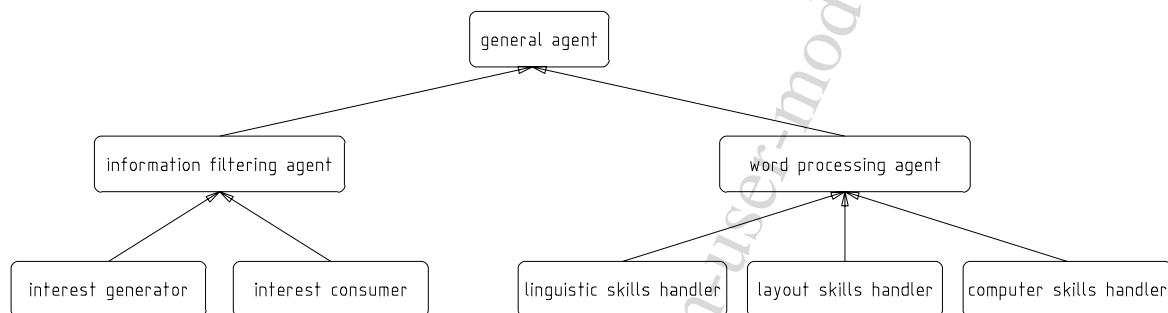 general agent
information filtering agent
word processing agent
interest generator
interest consumer
linguistic skills handler
layout skills handler
computer skills handler